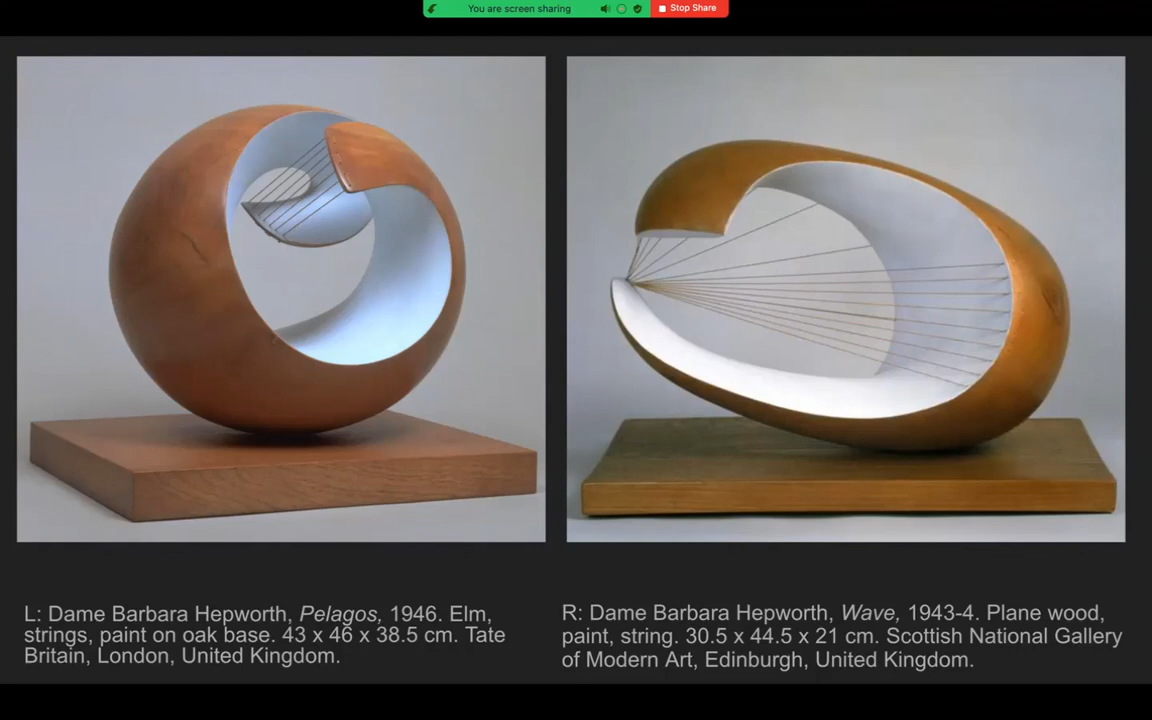 You are screen sharing
Stop Share
L: Dame Barbara Hepworth, Pelagos, 1946. Elm,
strings, paint on oak base. 43 x 46 x 38.5 cm. Tate
Britain, London, United Kingdom.
R: Dame Barbara Hepworth, Wave, 1943-4. Plane wood,
paint, string. 30.5 x 44.5 x 21 cm. Scottish National Gallery
of Modern Art, Edinburgh, United Kingdom.